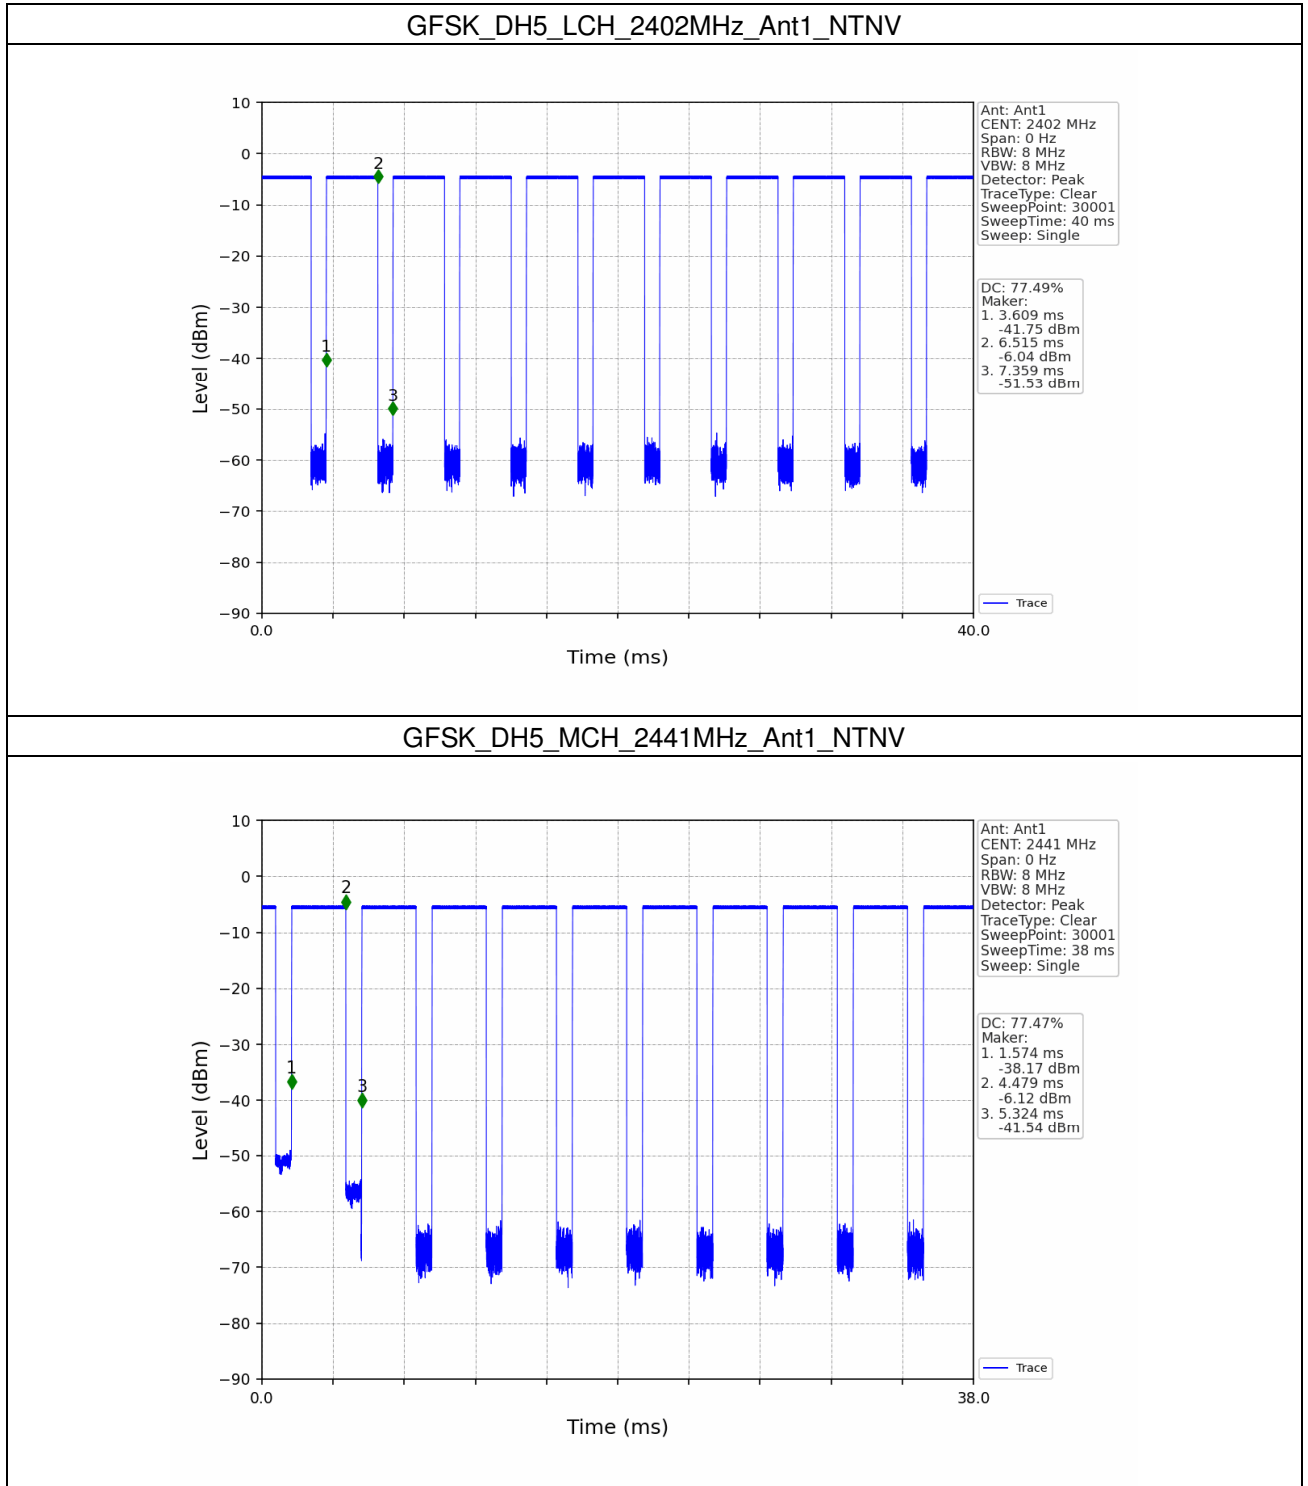 GFSK_DH5_LCH_2402MHz_Ant1_NTNV
10
0
−10
−20
−30
−40
−50
−60
−70
−80
−90
Level (dBm)
1
2
3
0.0
40.0
Time (ms)
Ant: Ant1
CENT: 2402 MHz
Span: 0 Hz
RBW: 8 MHz
VBW: 8 MHz
Detector: Peak
TraceType: Clear
SweepPoint: 30001
SweepTime: 40 ms
Sweep: Single
DC: 77.49%
Maker:
1. 3.609 ms
-41.75 dBm
2. 6.515 ms
-6.04 dBm
3. 7.359 ms
-51.53 dBm
Trace
GFSK_DH5_MCH_2441MHz_Ant1_NTNV
10
0
−10
−20
−30
−40
−50
−60
−70
−80
−90
Level (dBm)
1
2
3
0.0
38.0
Time (ms)
Ant: Ant1
CENT: 2441 MHz
Span: 0 Hz
RBW: 8 MHz
VBW: 8 MHz
Detector: Peak
TraceType: Clear
SweepPoint: 30001
SweepTime: 38 ms
Sweep: Single
DC: 77.47%
Maker:
1. 1.574 ms
-38.17 dBm
2. 4.479 ms
-6.12 dBm
3. 5.324 ms
-41.54 dBm
Trace